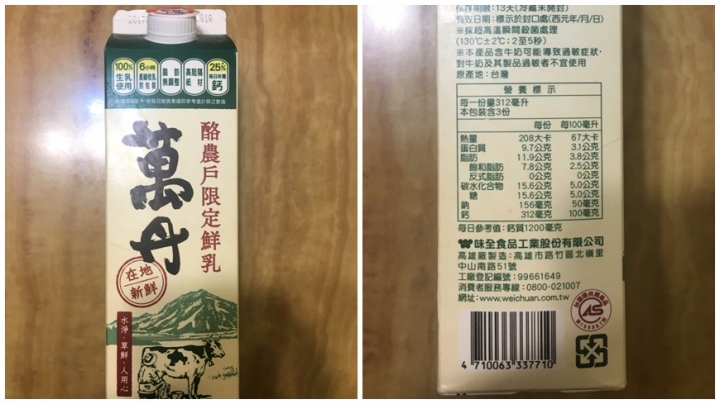 100%
生乳
使用
6小時
脂肪
無調整
高阻隔
紙材
25%
每日所需
鈣
酪農戶限定鮮乳
萬丹
在地
新鮮
水淨·草鮮·人用心
保存期限:13天(冷藏未開封)
有效日期:標示於封口處(西元年/月/日)
※採超高溫瞬間殺菌處理
(130℃±2℃;2至5秒)
※本產品含牛奶可能導致過敏症狀,
對牛奶及其製品過敏者不宜使用
原產地:台灣
營養標示
每一份量312毫升
本包裝含3份
每份 每100毫升
熱量 208大卡 67大卡
蛋白質 9.7公克 3.1公克
脂肪 11.9公克 3.8公克
飽和脂肪 7.8公克 2.5公克
反式脂肪 0公克 0公克
碳水化合物 15.6公克 5.0公克
糖 15.6公克 5.0公克
鈉 156毫克 50毫克
鈣 312毫克 100毫克
每日參考值:鈣質1200毫克
味全食品工業股份有限公司
高雄廠製造:高雄市路竹區北嶺里
中山南路51號
工廠登記編號:99661649
消費者服務專線:0800-021007
網址:www.weichuan.com.tw
4 710063 337710